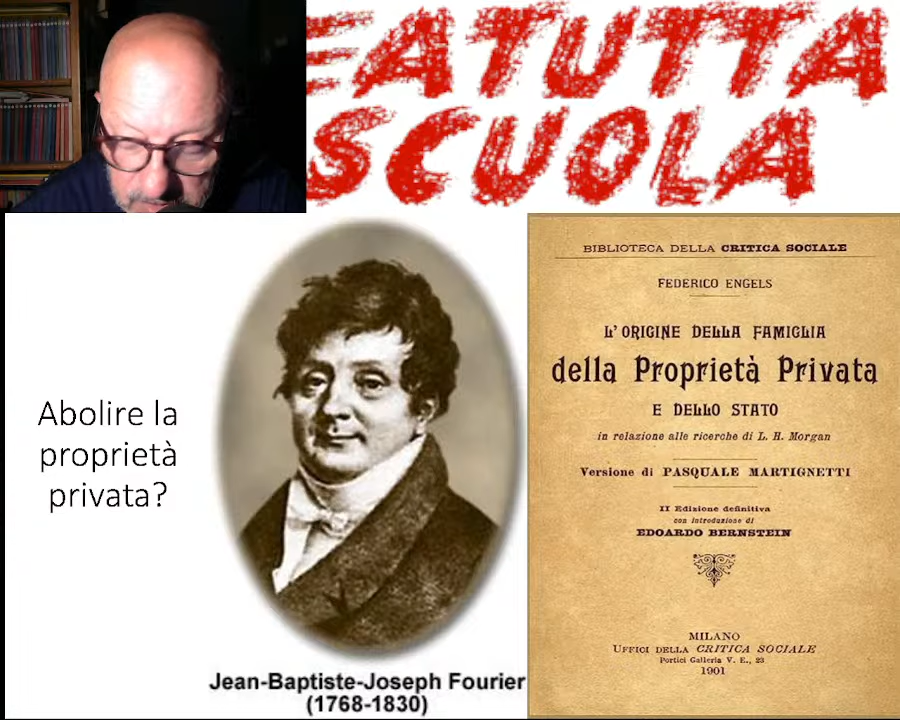 EATUTTA
SCUOLA
Abolire la
proprietà
privata?
Jean-Baptiste-Joseph Fourier
(1768-1830)
BIBLIOTECA DELLA CRITICA SOCIALE
FEDERICO ENGELS
L'ORIGINE DELLA FAMIGLIA
della Proprietà Privata
E DELLO STATO
in relazione alle ricerche di L. H. Morgan
Versione di PASQUALE MARTIGNETTI
II Edizione definitiva
con introduzione di
EDOARDO BERNSTEIN
MILANO
UFFICI DELLA CRITICA SOCIALE
Portici Galleria V. E., 23
1901